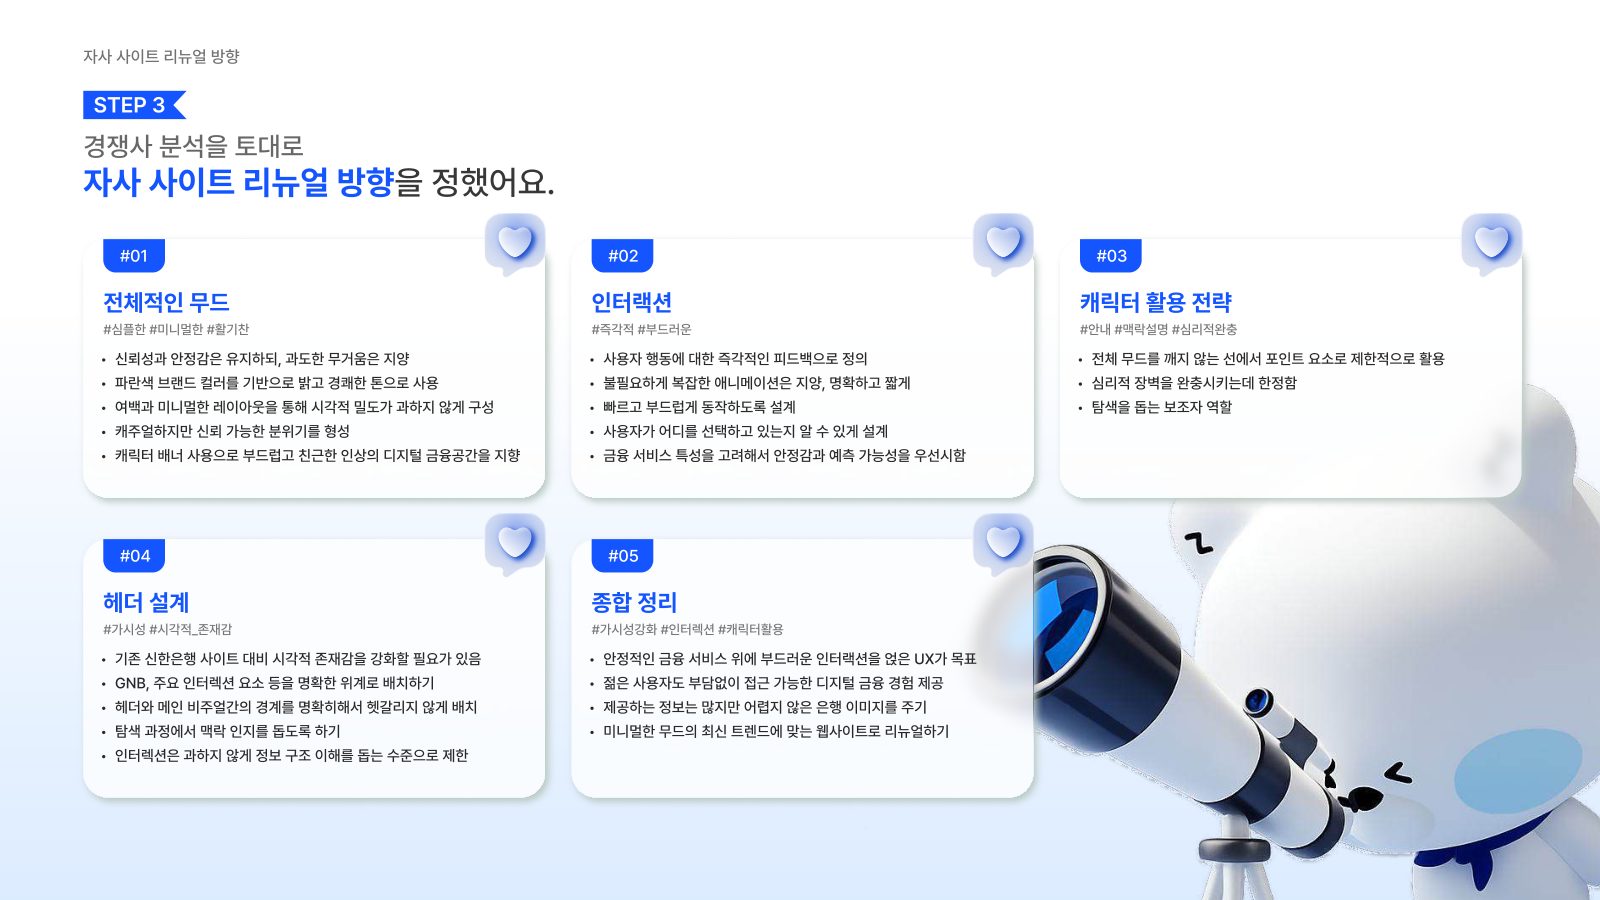 자사 사이트 리뉴얼 방향
STEP 3
경쟁사 분석을 토대로
자사 사이트 리뉴얼 방향을 정했어요.
#01
전체적인 무드
#심플한 #미니멀한 #활기찬
• 신뢰성과 안정감은 유지하되, 과도한 무거움은 지양
• 파란색 브랜드 컬러를 기반으로 밝고 경쾌한 톤으로 사용
• 여백과 미니멀한 레이아웃을 통해 시각적 밀도가 과하지 않게 구성
• 캐주얼하지만 신뢰 가능한 분위기를 형성
• 캐릭터 배너 사용으로 부드럽고 친근한 인상의 디지털 금융공간을 지향
#02
인터랙션
#즉각적 #부드러운
• 사용자 행동에 대한 즉각적인 피드백으로 정의
• 불필요하게 복잡한 애니메이션은 지양, 명확하고 짧게
• 빠르고 부드럽게 동작하도록 설계
• 사용자가 어디를 선택하고 있는지 알 수 있게 설계
• 금융 서비스 특성을 고려해서 안정감과 예측 가능성을 우선시함
#03
캐릭터 활용 전략
#안내 #맥락설명 #심리적완충
• 전체 무드를 깨지 않는 선에서 포인트 요소로 제한적으로 활용
• 심리적 장벽을 완충시키는데 한정함
• 탐색을 돕는 보조자 역할
#04
헤더 설계
#가시성 #시각적_존재감
• 기존 신한은행 사이트 대비 시각적 존재감을 강화할 필요가 있음
• GNB, 주요 인터렉션 요소 등을 명확한 위계로 배치하기
• 헤더와 메인 비주얼간의 경계를 명확히해서 헷갈리지 않게 배치
• 탐색 과정에서 맥락 인지를 돕도록 하기
• 인터렉션은 과하지 않게 정보 구조 이해를 돕는 수준으로 제한
#05
종합 정리
#가시성강화 #인터렉션 #캐릭터활용
• 안정적인 금융 서비스 위에 부드러운 인터랙션을 얹은 UX가 목표
• 젊은 사용자도 부담없이 접근 가능한 디지털 금융 경험 제공
• 제공하는 정보는 많지만 어렵지 않은 은행 이미지를 주기
• 미니멀한 무드의 최신 트렌드에 맞는 웹사이트로 리뉴얼하기